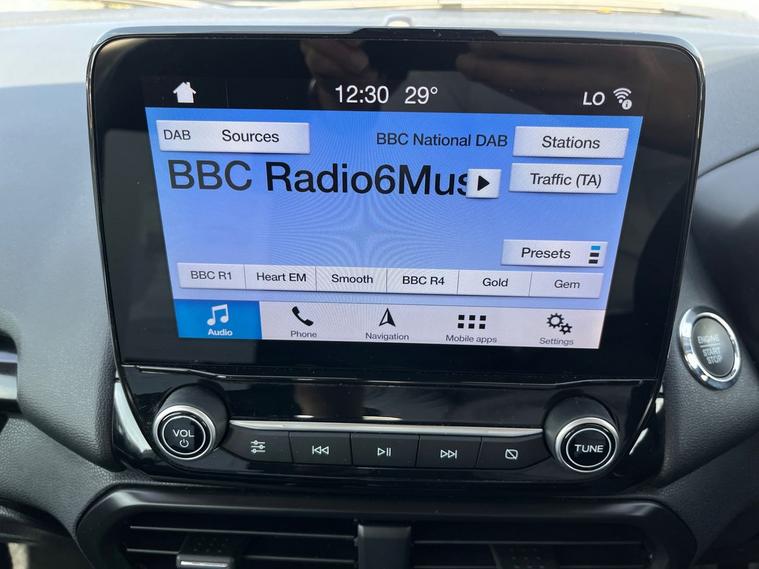 12:30 29° LO
DAB Sources BBC National DAB Stations
BBC Radio6Mus
Traffic (TA)
Presets
BBC R1 Heart EM Smooth BBC R4 Gold Gem
Audio Phone Navigation Mobile apps Settings
ENGINE
START
STOP
VOL
TUNE